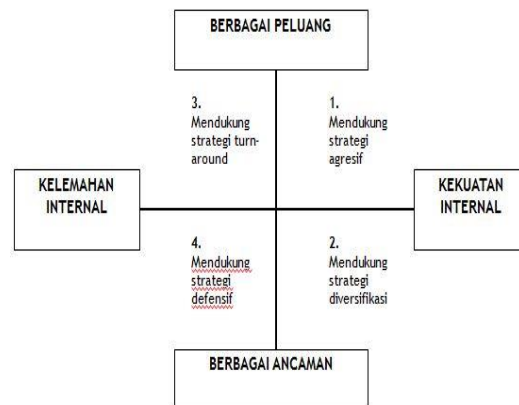 BERBAGAI PELUANG
3.
Mendukung
strategi turn-
around
1.
Mendukung
strategi
agresif
KELEMAHAN
INTERNAL
KEKUATAN
INTERNAL
4.
Mendukung
strategi
defensif
2.
Mendukung
strategi
diversifikasi
BERBAGAI ANCAMAN